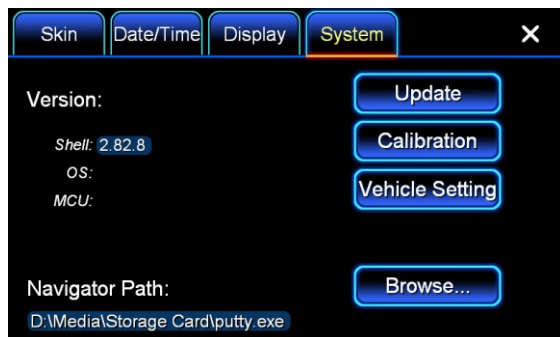 Skin Date/Time Display System ×
Version:
Update
Shell: 2.82.8
Calibration
OS:
MCU:
Vehicle Setting
Navigator Path:
Browse...
D:\Media\Storage Card\putty.exe